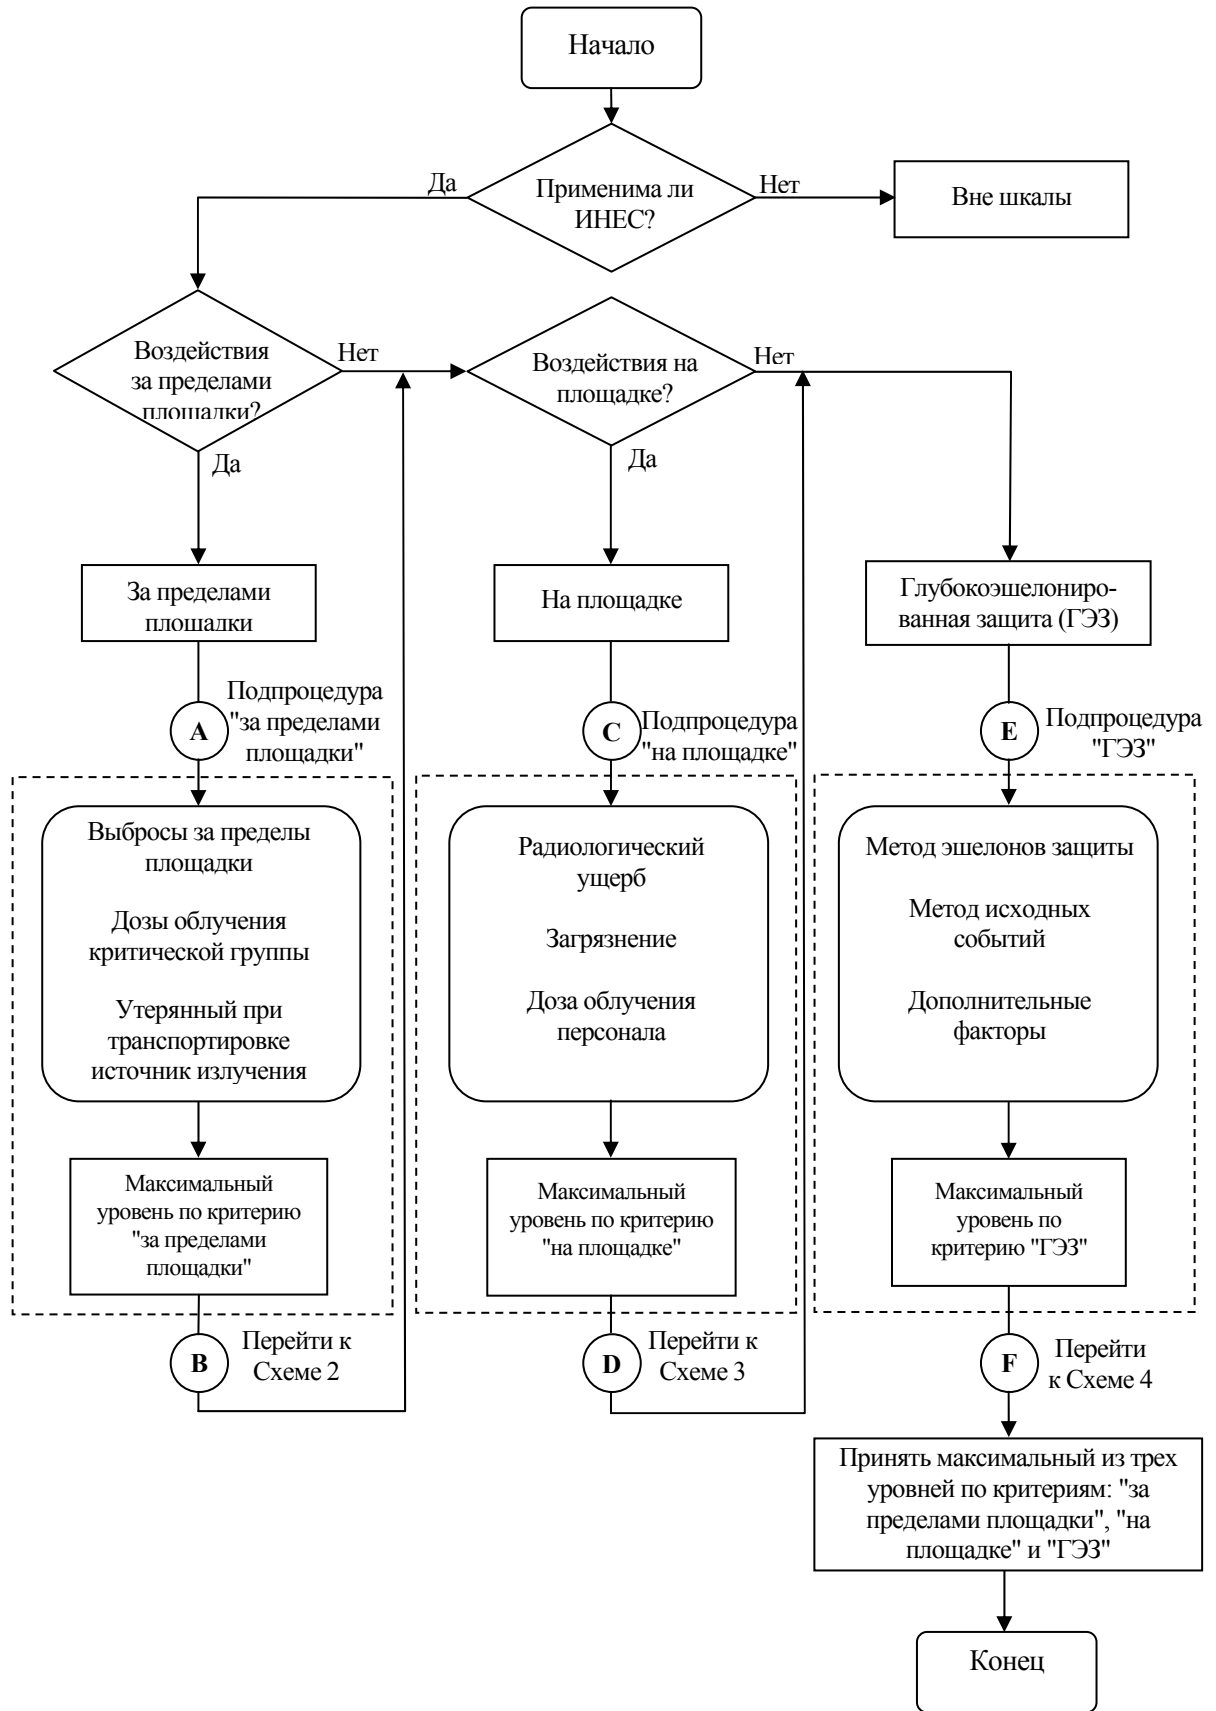 Начало
Применима ли
ИНЕС?
Да
Нет
Вне шкалы
Воздействия
за пределами
площадки?
Нет
Да
Воздействия на
площадке?
Нет
Да
За пределами
площадки
На площадке
Глубокоэшелониро-
ванная защита (ГЭЗ)
A
Подпроцедура
"за пределами
площадки"
C
Подпроцедура
"на площадке"
E
Подпроцедура
"ГЭЗ"
Выбросы за пределы
площадки
Дозы облучения
критической группы
Утерянный при
транспортировке
источник излучения
Радиологический
ущерб
Загрязнение
Доза облучения
персонала
Метод эшелонов защиты
Метод исходных
событий
Дополнительные
факторы
Максимальный
уровень по критерию
"за пределами
площадки"
Максимальный
уровень по критерию
"на площадке"
Максимальный
уровень по
критерию "ГЭЗ"
B
Перейти к
Схеме 2
D
Перейти к
Схеме 3
F
Перейти
к Схеме 4
Принять максимальный из трех
уровней по критериям: "за
пределами площадки", "на
площадке" и "ГЭЗ"
Конец